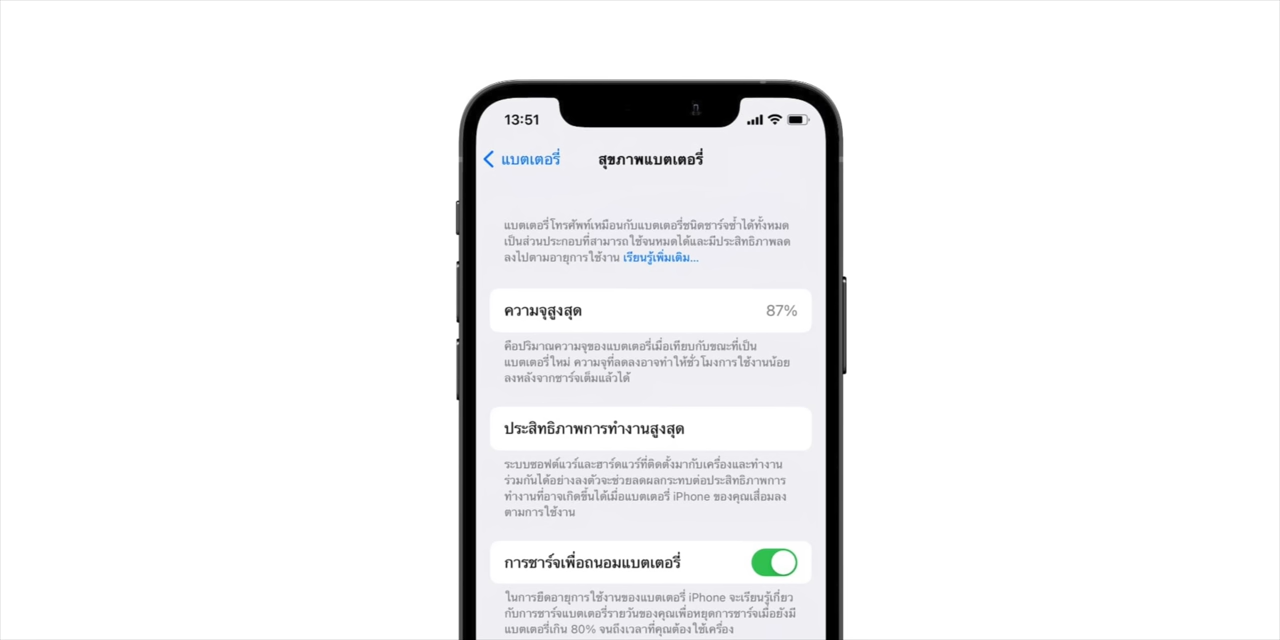 13:51
แบตเตอรี่
สุขภาพแบตเตอรี่
แบตเตอรี่โทรศัพท์เหมือนกับแบตเตอรี่ชนิดชาร์จซ้ำได้ทั้งหมด
เป็นส่วนประกอบที่สามารถใช้จนหมดได้และมีประสิทธิภาพลด
ลงไปตามอายุการใช้งาน เรียนรู้เพิ่มเติม...
ความจุสูงสุด 87%
คือปริมาณความจุของแบตเตอรี่เมื่อเทียบกับขณะที่เป็น
แบตเตอรี่ใหม่ ความจุที่ลดลงอาจทำให้ชั่วโมงการใช้งานน้อย
ลงหลังจากชาร์จเต็มแล้วได้
ประสิทธิภาพการทำงานสูงสุด
ระบบซอฟต์แวร์และฮาร์ดแวร์ที่ติดตั้งมากับเครื่องและทำงาน
ร่วมกันได้อย่างลงตัวจะช่วยลดผลกระทบต่อประสิทธิภาพการ
ทำงานที่อาจเกิดขึ้นได้เมื่อแบตเตอรี่ iPhone ของคุณเสื่อมลง
ตามการใช้งาน
การชาร์จเพื่อถนอมแบตเตอรี่
ในการยืดอายุการใช้งานของแบตเตอรี่ iPhone จะเรียนรู้เกี่ยว
กับการชาร์จแบตเตอรี่รายวันของคุณเพื่อหยุดการชาร์จเมื่อยังมี
แบตเตอรี่เกิน 80% จนถึงเวลาที่คุณต้องใช้เครื่อง